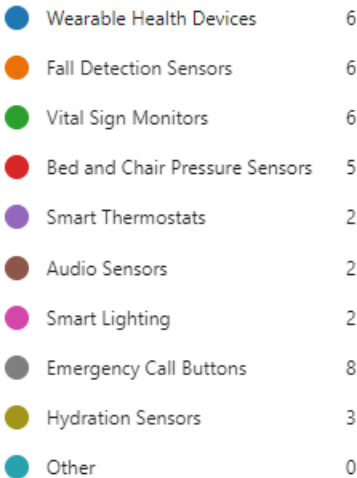 Wearable Health Devices 6
Fall Detection Sensors 6
Vital Sign Monitors 6
Bed and Chair Pressure Sensors 5
Smart Thermostats 2
Audio Sensors 2
Smart Lighting 2
Emergency Call Buttons 8
Hydration Sensors 3
Other 0